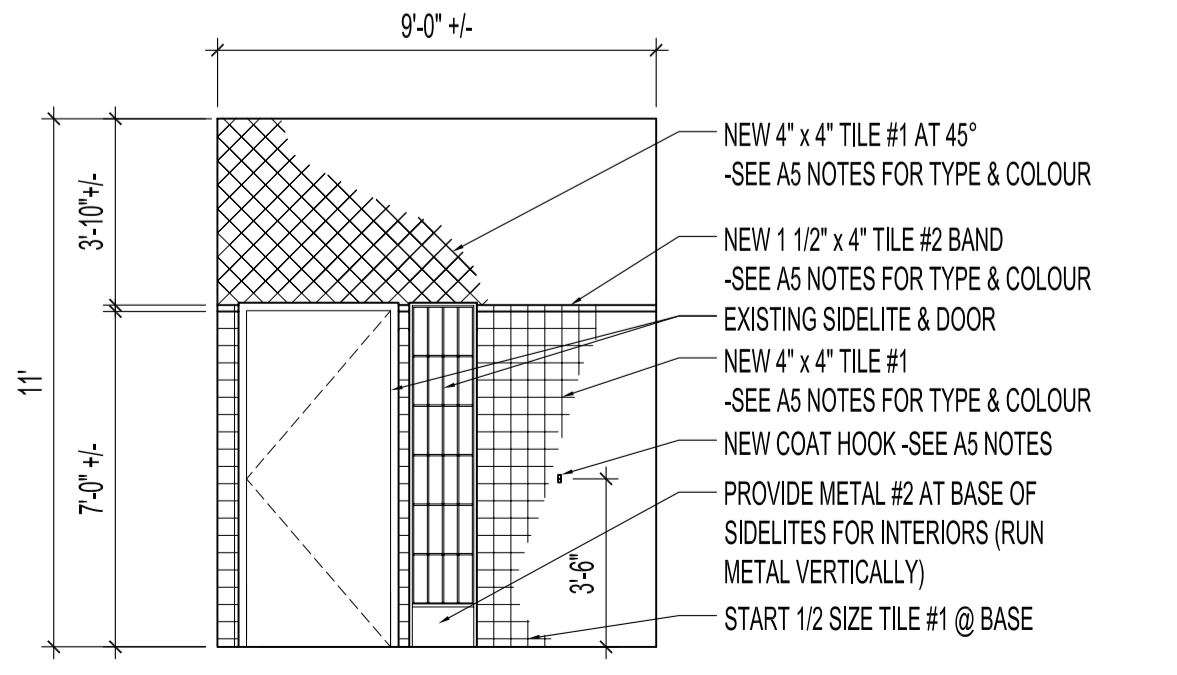 9'-0" +/-
NEW 4" x 4" TILE #1 AT 45°
-SEE A5 NOTES FOR TYPE & COLOUR
3'-10"+/-
NEW 1 1/2" x 4" TILE #2 BAND
-SEE A5 NOTES FOR TYPE & COLOUR
EXISTING SIDELITE & DOOR
11'
NEW 4" x 4" TILE #1
-SEE A5 NOTES FOR TYPE & COLOUR
NEW COAT HOOK -SEE A5 NOTES
7'-0" +/-
PROVIDE METAL #2 AT BASE OF
SIDELITES FOR INTERIORS (RUN
METAL VERTICALLY)
3'-6"
START 1/2 SIZE TILE #1 @ BASE